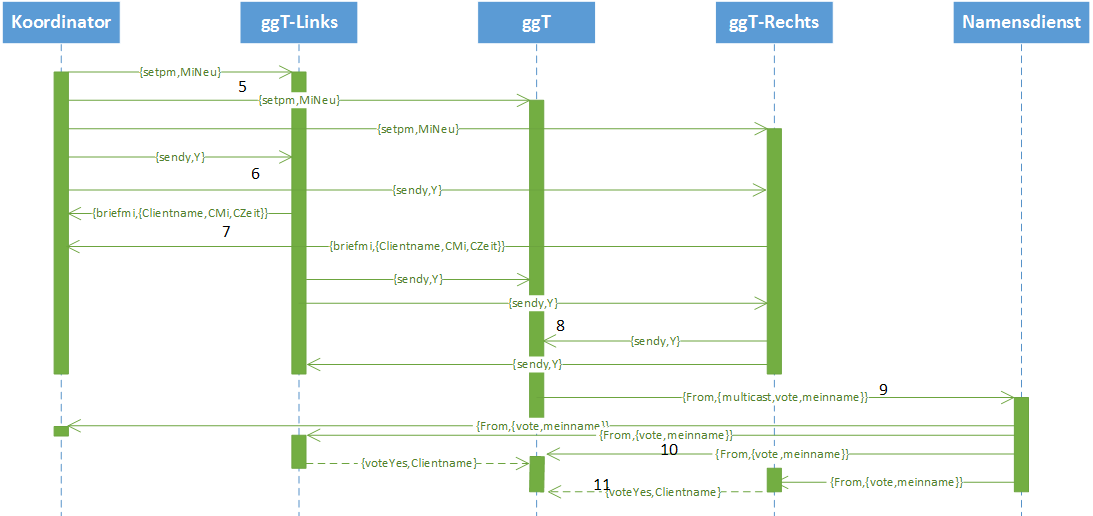 Koordinator
ggT-Links
ggT
ggT-Rechts
Namensdienst
{setpm,MiNeu}
5
{setpm,MiNeu}
{setpm,MiNeu}
{sendy,Y}
6
{sendy,Y}
{briefmi,{Clientname,CMi,CZeit}}
7
{briefmi,{Clientname,CMi,CZeit}}
{sendy,Y}
{sendy,Y}
8
{sendy,Y}
{sendy,Y}
9
{From,{multicast,vote,meinname}}
{From,{vote,meinname}}
{From,{vote,meinname}}
10
{From,{vote,meinname}}
{voteYes,Clientname}
{From,{vote,meinname}}
11
{voteYes,Clientname}